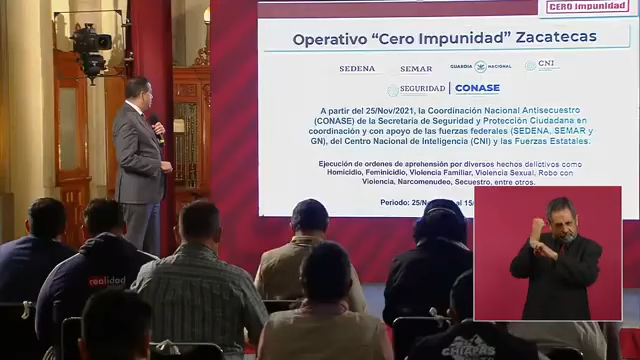 CERO impunidad
Operativo “Cero Impunidad” Zacatecas
SEDENA SEMAR GUARDIA NACIONAL CNI
SEGURIDAD CONASE
A partir del 25/Nov/2021, la Coordinación Nacional Antisecuestro
(CONASE) de la Secretaria de Seguridad y Protección Ciudadana en
coordinación y con apoyo de las fuerzas federales (SEDENA, SEMAR y
GN), del Centro Nacional de Inteligencia (CNI) y las Fuerzas Estatales.
Ejecución de ordenes de aprehensión por diversos hechos delictivos como
Homicidio, Feminicidio, Violencia Familiar, Violencia Sexual, Robo con
Violencia, Narcomenudeo, Secuestro, entre otros.
Periodo: 25/No
realidad
CHIAPAS